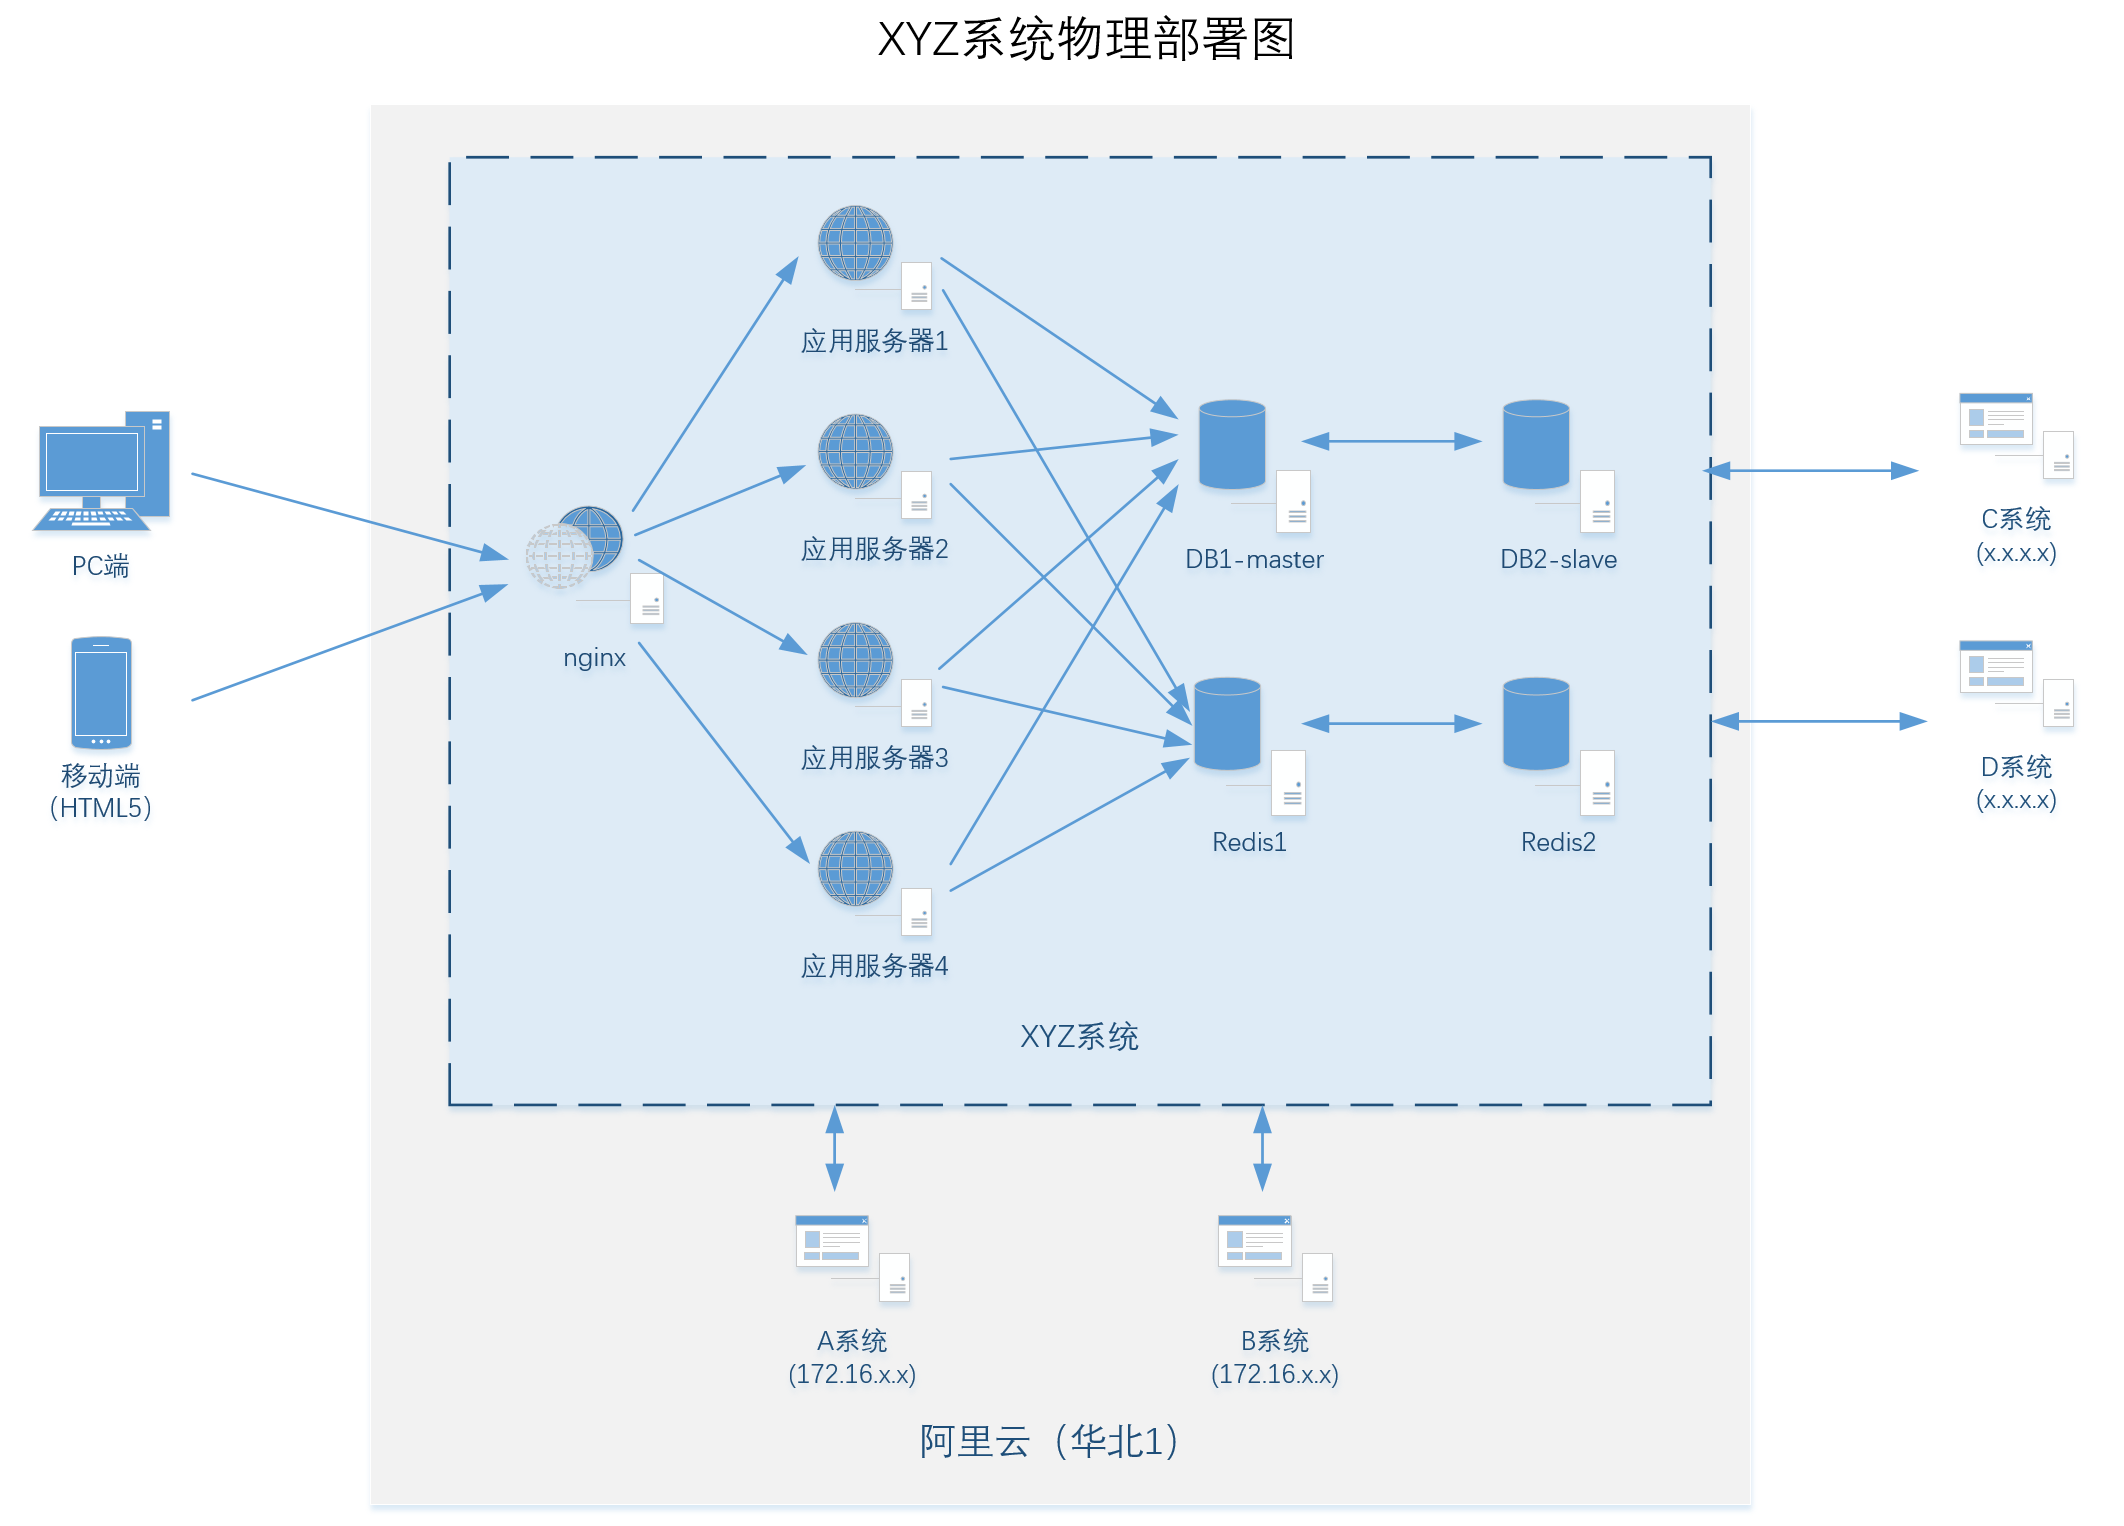 XYZ系统物理部署图
应用服务器1
应用服务器2
应用服务器3
应用服务器4
PC端
移动端
（HTML5）
nginx
DB1-master
DB2-slave
Redis1
Redis2
C系统
(x.x.x.x)
D系统
(x.x.x.x)
XYZ系统
A系统
(172.16.x.x)
B系统
(172.16.x.x)
阿里云（华北1）